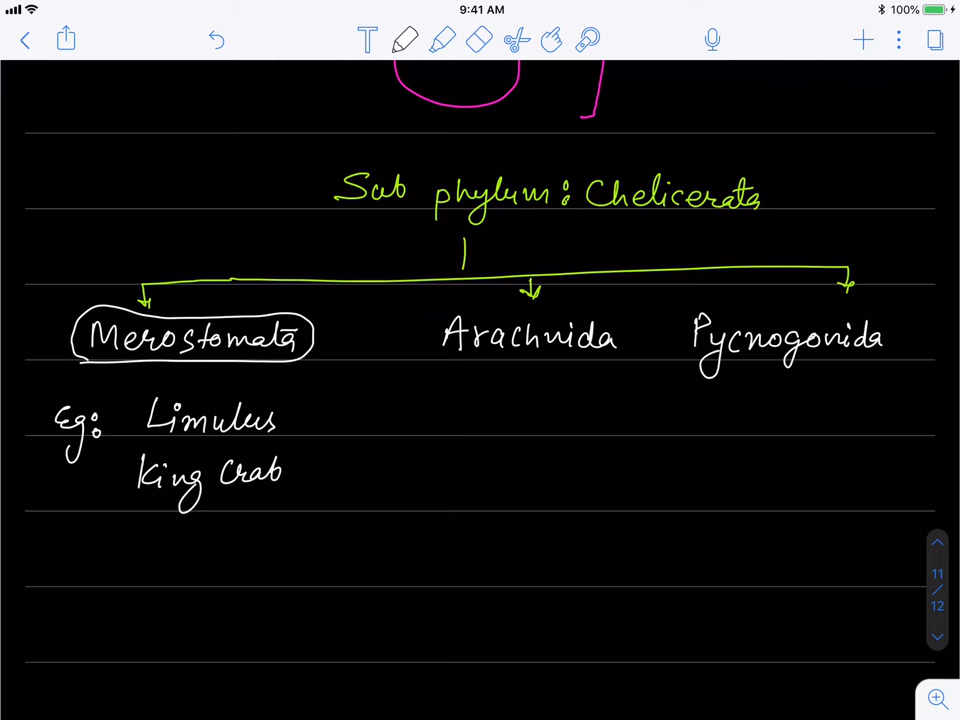 9:41 AM
100%
T
Sub phylum: Chelicerata
Merostomata Arachnida Pycnogonida
Eg: Limulus
King Crab
11
/
12